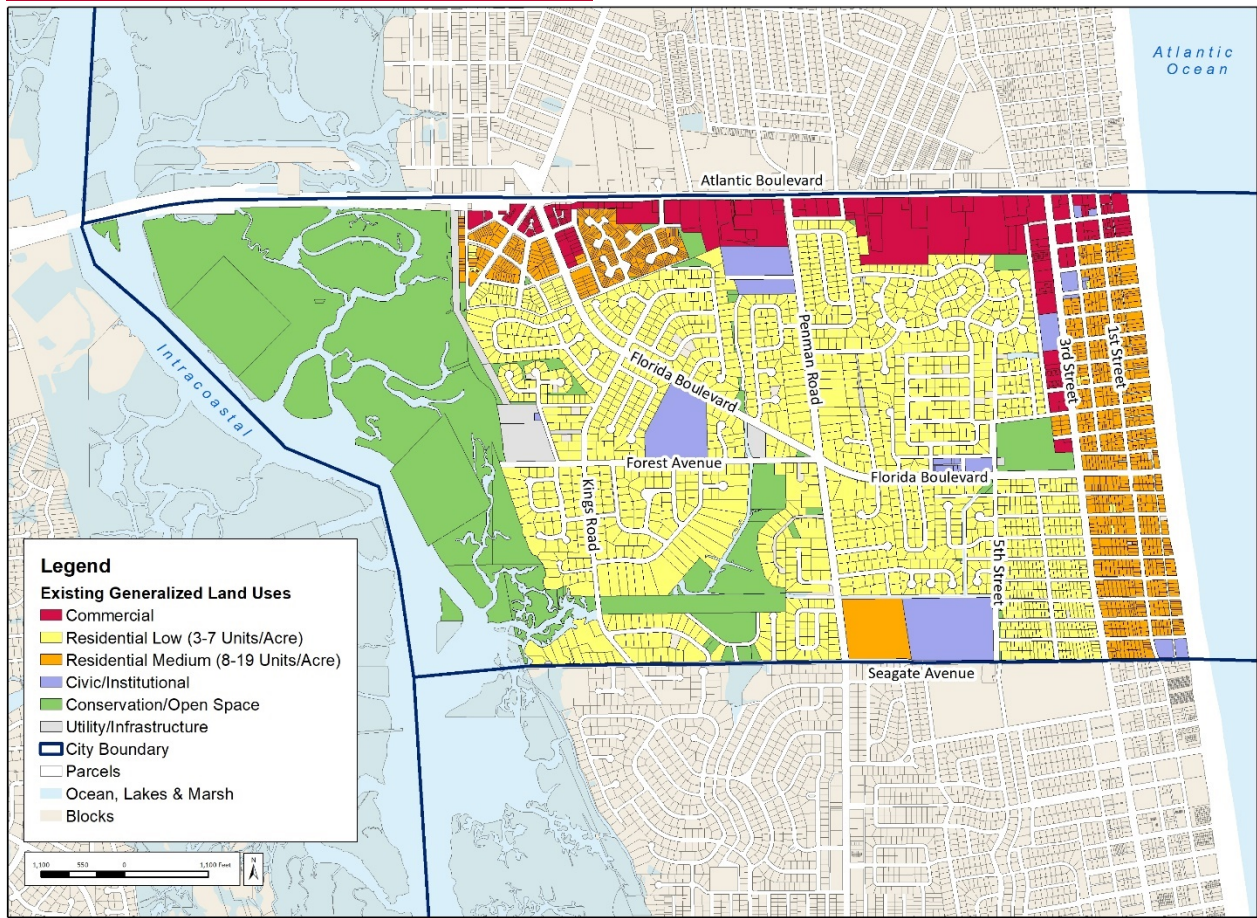 Atlantic
Ocean
Atlantic Boulevard
Intracoastal
Florida Boulevard
Penman Road
3rd Street
1st Street
Forest Avenue
Florida Boulevard
Kings Road
5th Street
Seagate Avenue
Legend
Existing Generalized Land Uses
Commercial
Residential Low (3-7 Units/Acre)
Residential Medium (8-19 Units/Acre)
Civic/Institutional
Conservation/Open Space
Utility/Infrastructure
City Boundary
Parcels
Ocean, Lakes & Marsh
Blocks
1,100 550 0 1,100 Feet
N